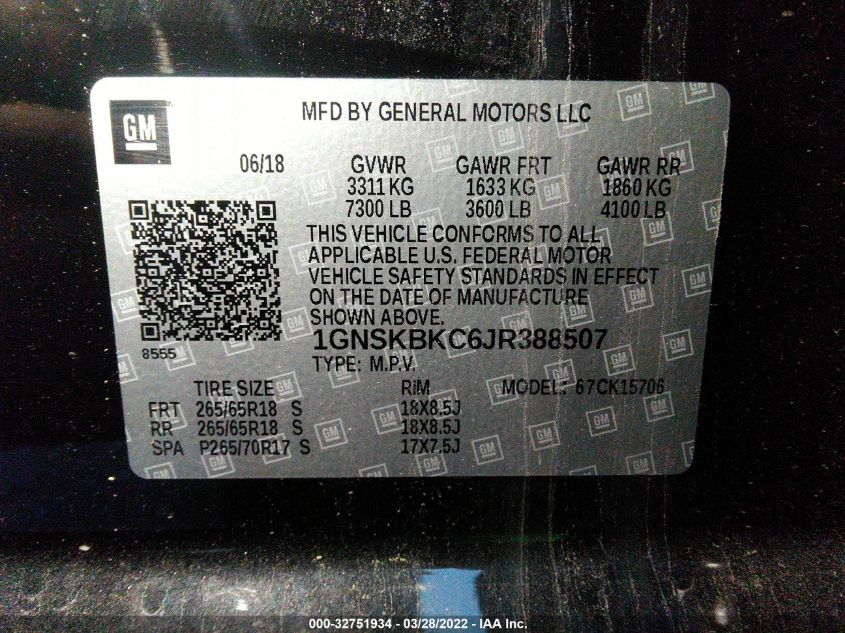 GM MFD BY GENERAL MOTORS LLC
06/18 GVWR GAWR FRT GAWR RR
3311 KG 1633 KG 1860 KG
7300 LB 3600 LB 4100 LB
THIS VEHICLE CONFORMS TO ALL
APPLICABLE U.S. FEDERAL MOTOR
VEHICLE SAFETY STANDARDS IN EFFECT
ON THE DATE OF MANUFACTURE
SHOWN ABOVE.
1GNSKBKC6JR388507
8555
TYPE: M.P.V.
TIRE SIZE RIM MODEL: 67CK15706
FRT 265/65R18 S 18X8.5J
RR 265/65R18 S 18X8.5J
SPA P265/70R17 S 17X7.5J
000-32751934 - 03/28/2022 - IAA, Inc.